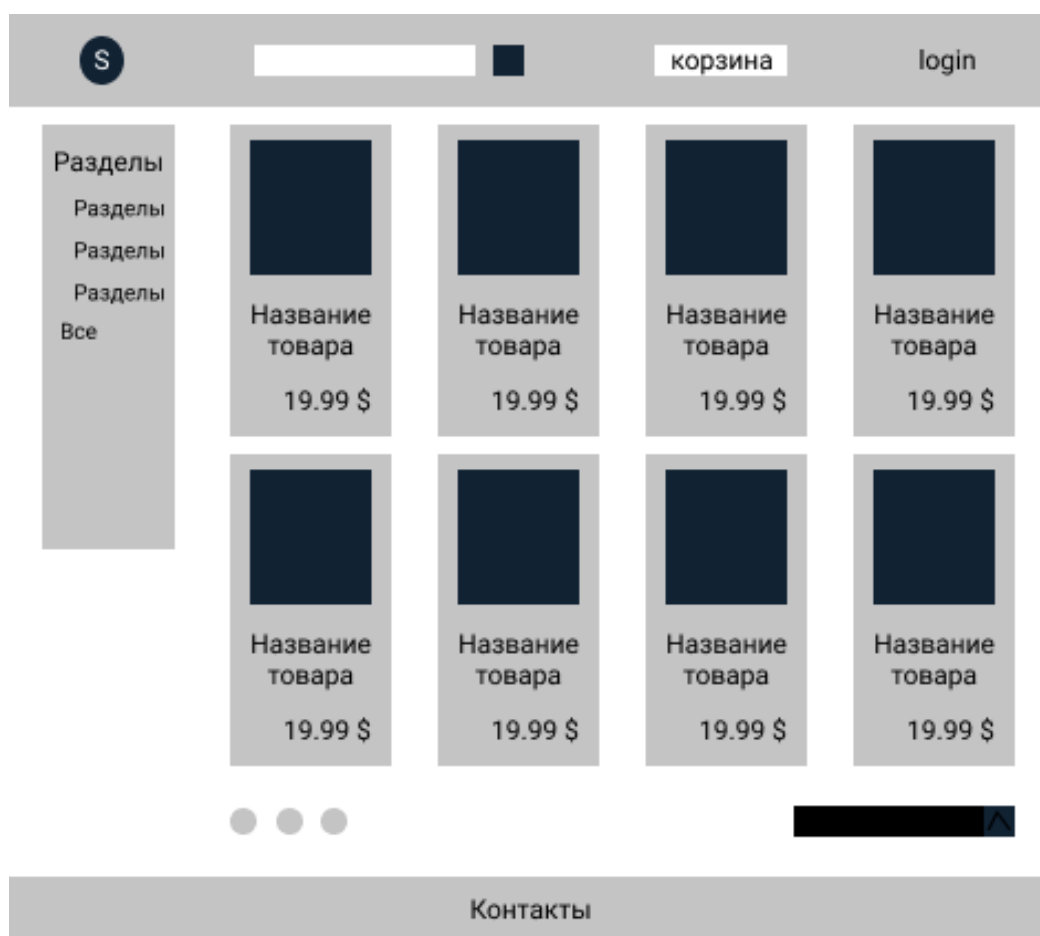 S
корзина
login
Разделы
Разделы
Разделы
Разделы
Все
Название
товара
19.99 $
Название
товара
19.99 $
Название
товара
19.99 $
Название
товара
19.99 $
Название
товара
19.99 $
Название
товара
19.99 $
Название
товара
19.99 $
Название
товара
19.99 $
Контакты